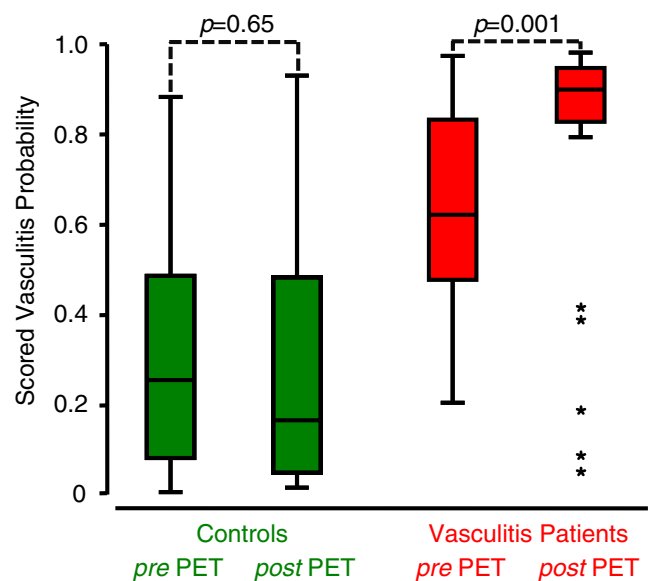 p=0.65
p=0.001
1.0
0.8
0.6
0.4
0.2
0
Scored Vasculitis Probability
*
*
*
*
*
Controls
Vasculitis Patients
pre PET
post PET
pre PET
post PET